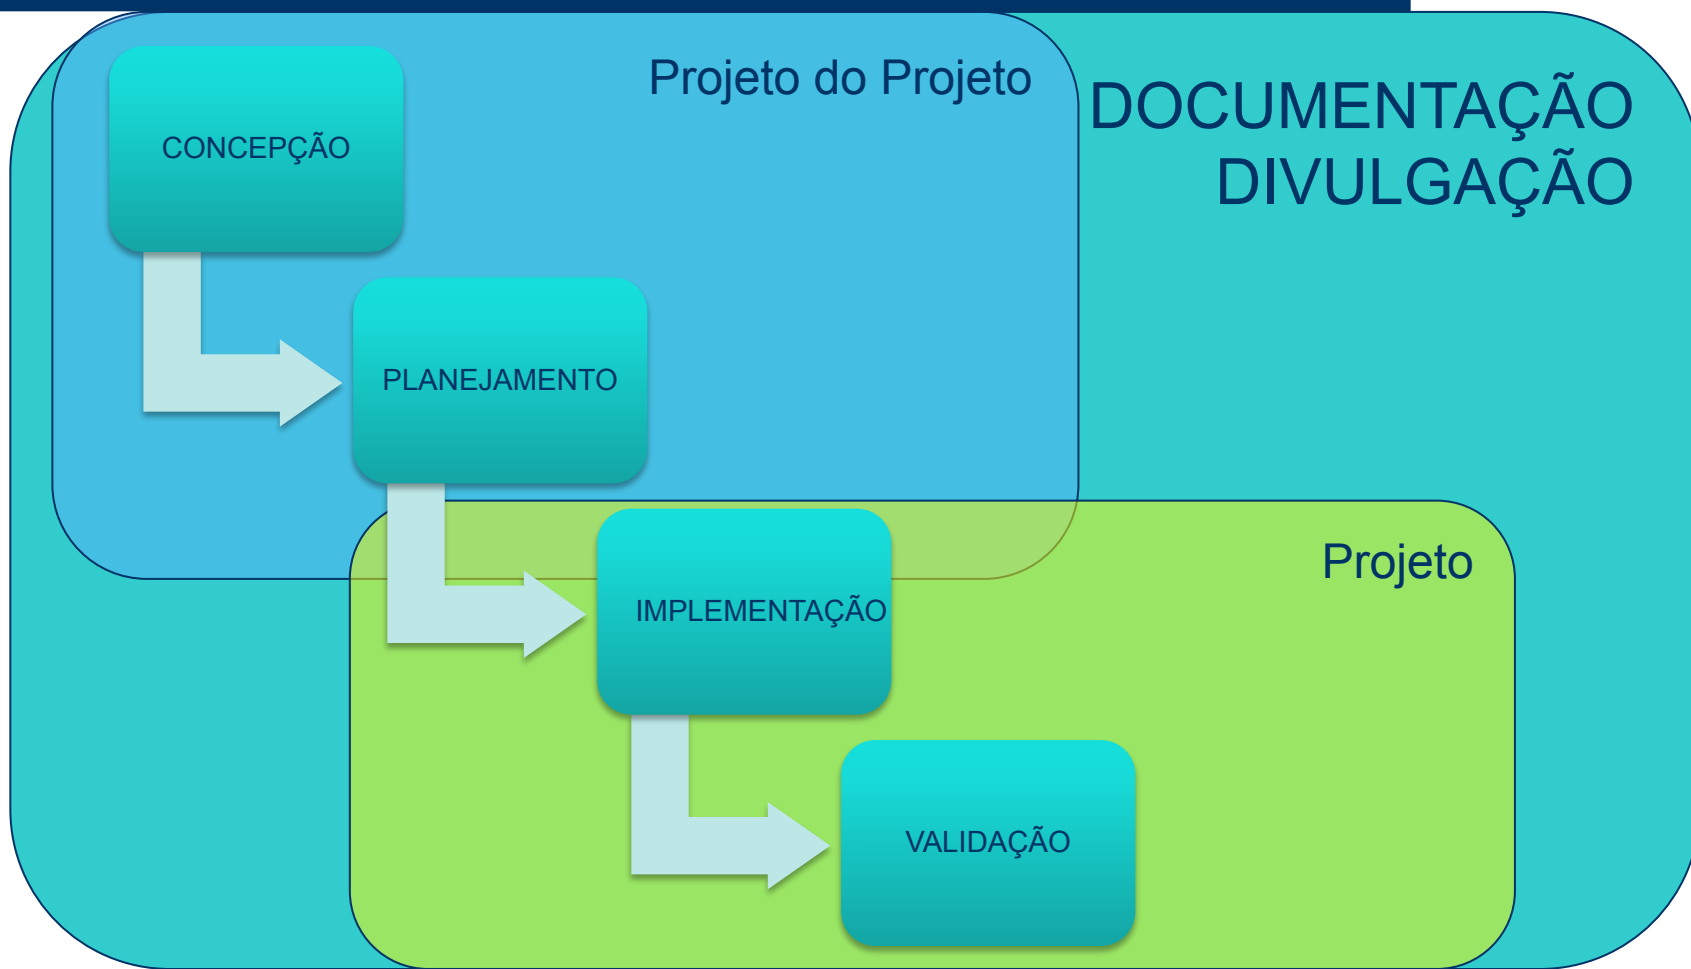 Projeto do Projeto
DOCUMENTAÇÃO
DIVULGAÇÃO
CONCEPÇÃO
PLANEJAMENTO
Projeto
IMPLEMENTAÇÃO
VALIDAÇÃO